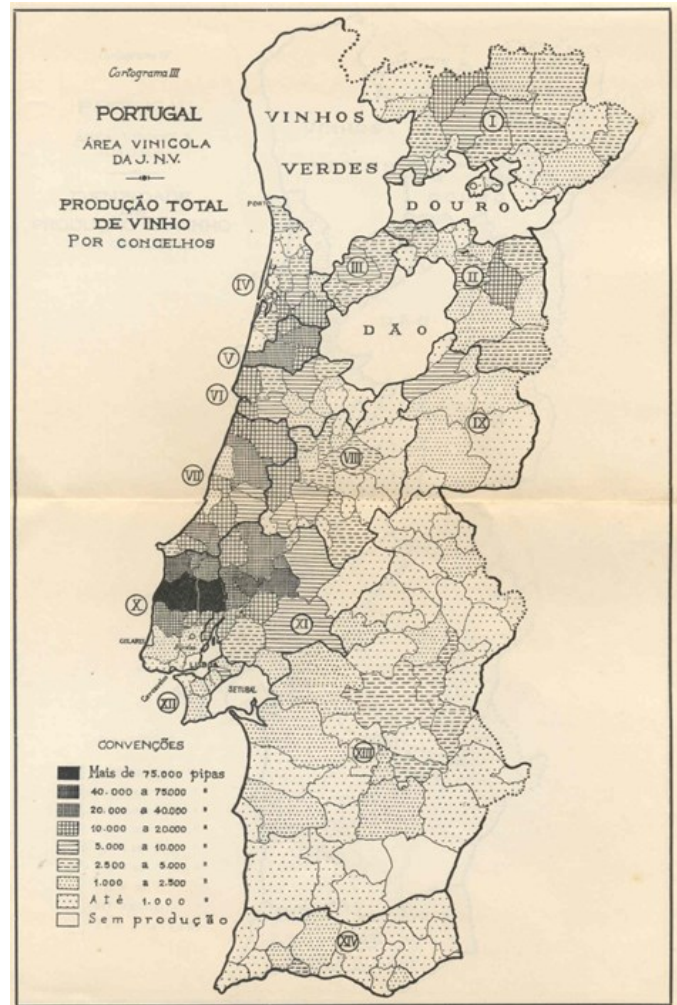 Cartograma III
PORTUGAL
ÁREA VINICOLA
DA J.N.V.
PRODUÇÃO TOTAL
DE VINHO
POR CONCELHOS
VINHOS
VERDES
I
DOURO
III
II
IV
DÃO
V
VI
IX
VIII
VII
X
XI
COLARES
LISBOA
XII
SETUBAL
XIII
XIV
CONVENÇÕES
Mais de 75.000 pipas
40.000 a 75.000 "
20.000 a 40.000 "
10.000 a 20.000 "
5.000 a 10.000 "
2.500 a 5.000 "
1.000 a 2.500 "
Até 1.000 "
Sem produção